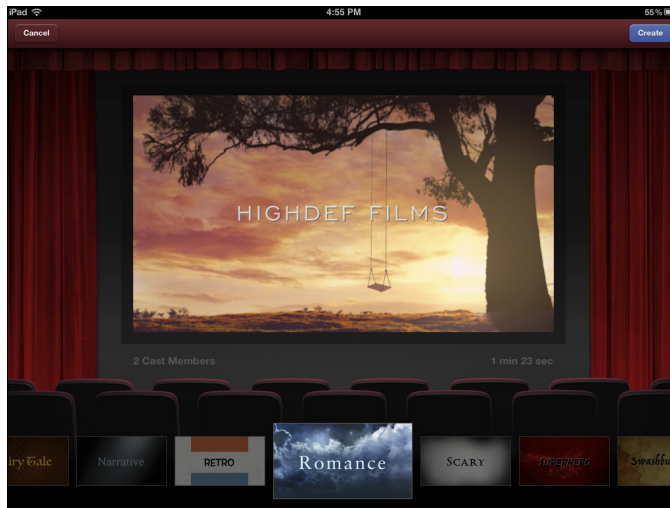 iPad 4:55 PM 55%
Cancel Create
HIGHDEF FILMS
2 Cast Members 1 min 23 sec
iry Tale Narrative RETRO Romance SCARY SUPERHERO Swashbu